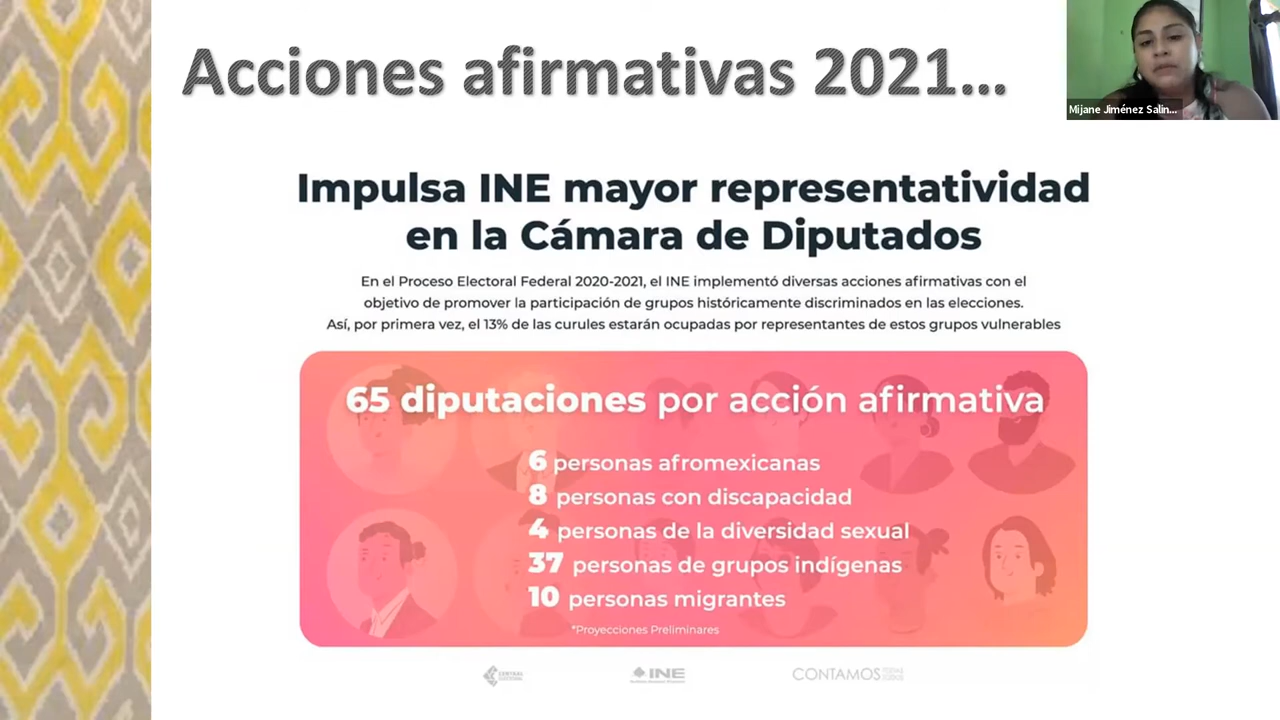 Acciones afirmativas 2021...
Mijane Jiménez Salin...
Impulsa INE mayor representatividad
en la Cámara de Diputados
En el Proceso Electoral Federal 2020-2021, el INE implementó diversas acciones afirmativas con el
objetivo de promover la participación de grupos históricamente discriminados en las elecciones.
Así, por primera vez, el 13% de las curules estarán ocupadas por representantes de estos grupos vulnerables
65 diputaciones por acción afirmativa
6 personas afromexicanas
8 personas con discapacidad
4 personas de la diversidad sexual
37 personas de grupos indígenas
10 personas migrantes
*Proyecciones Preliminares
CENTRAL
ELECTORAL
INE
CONTAMOS
TODAS
TODOS